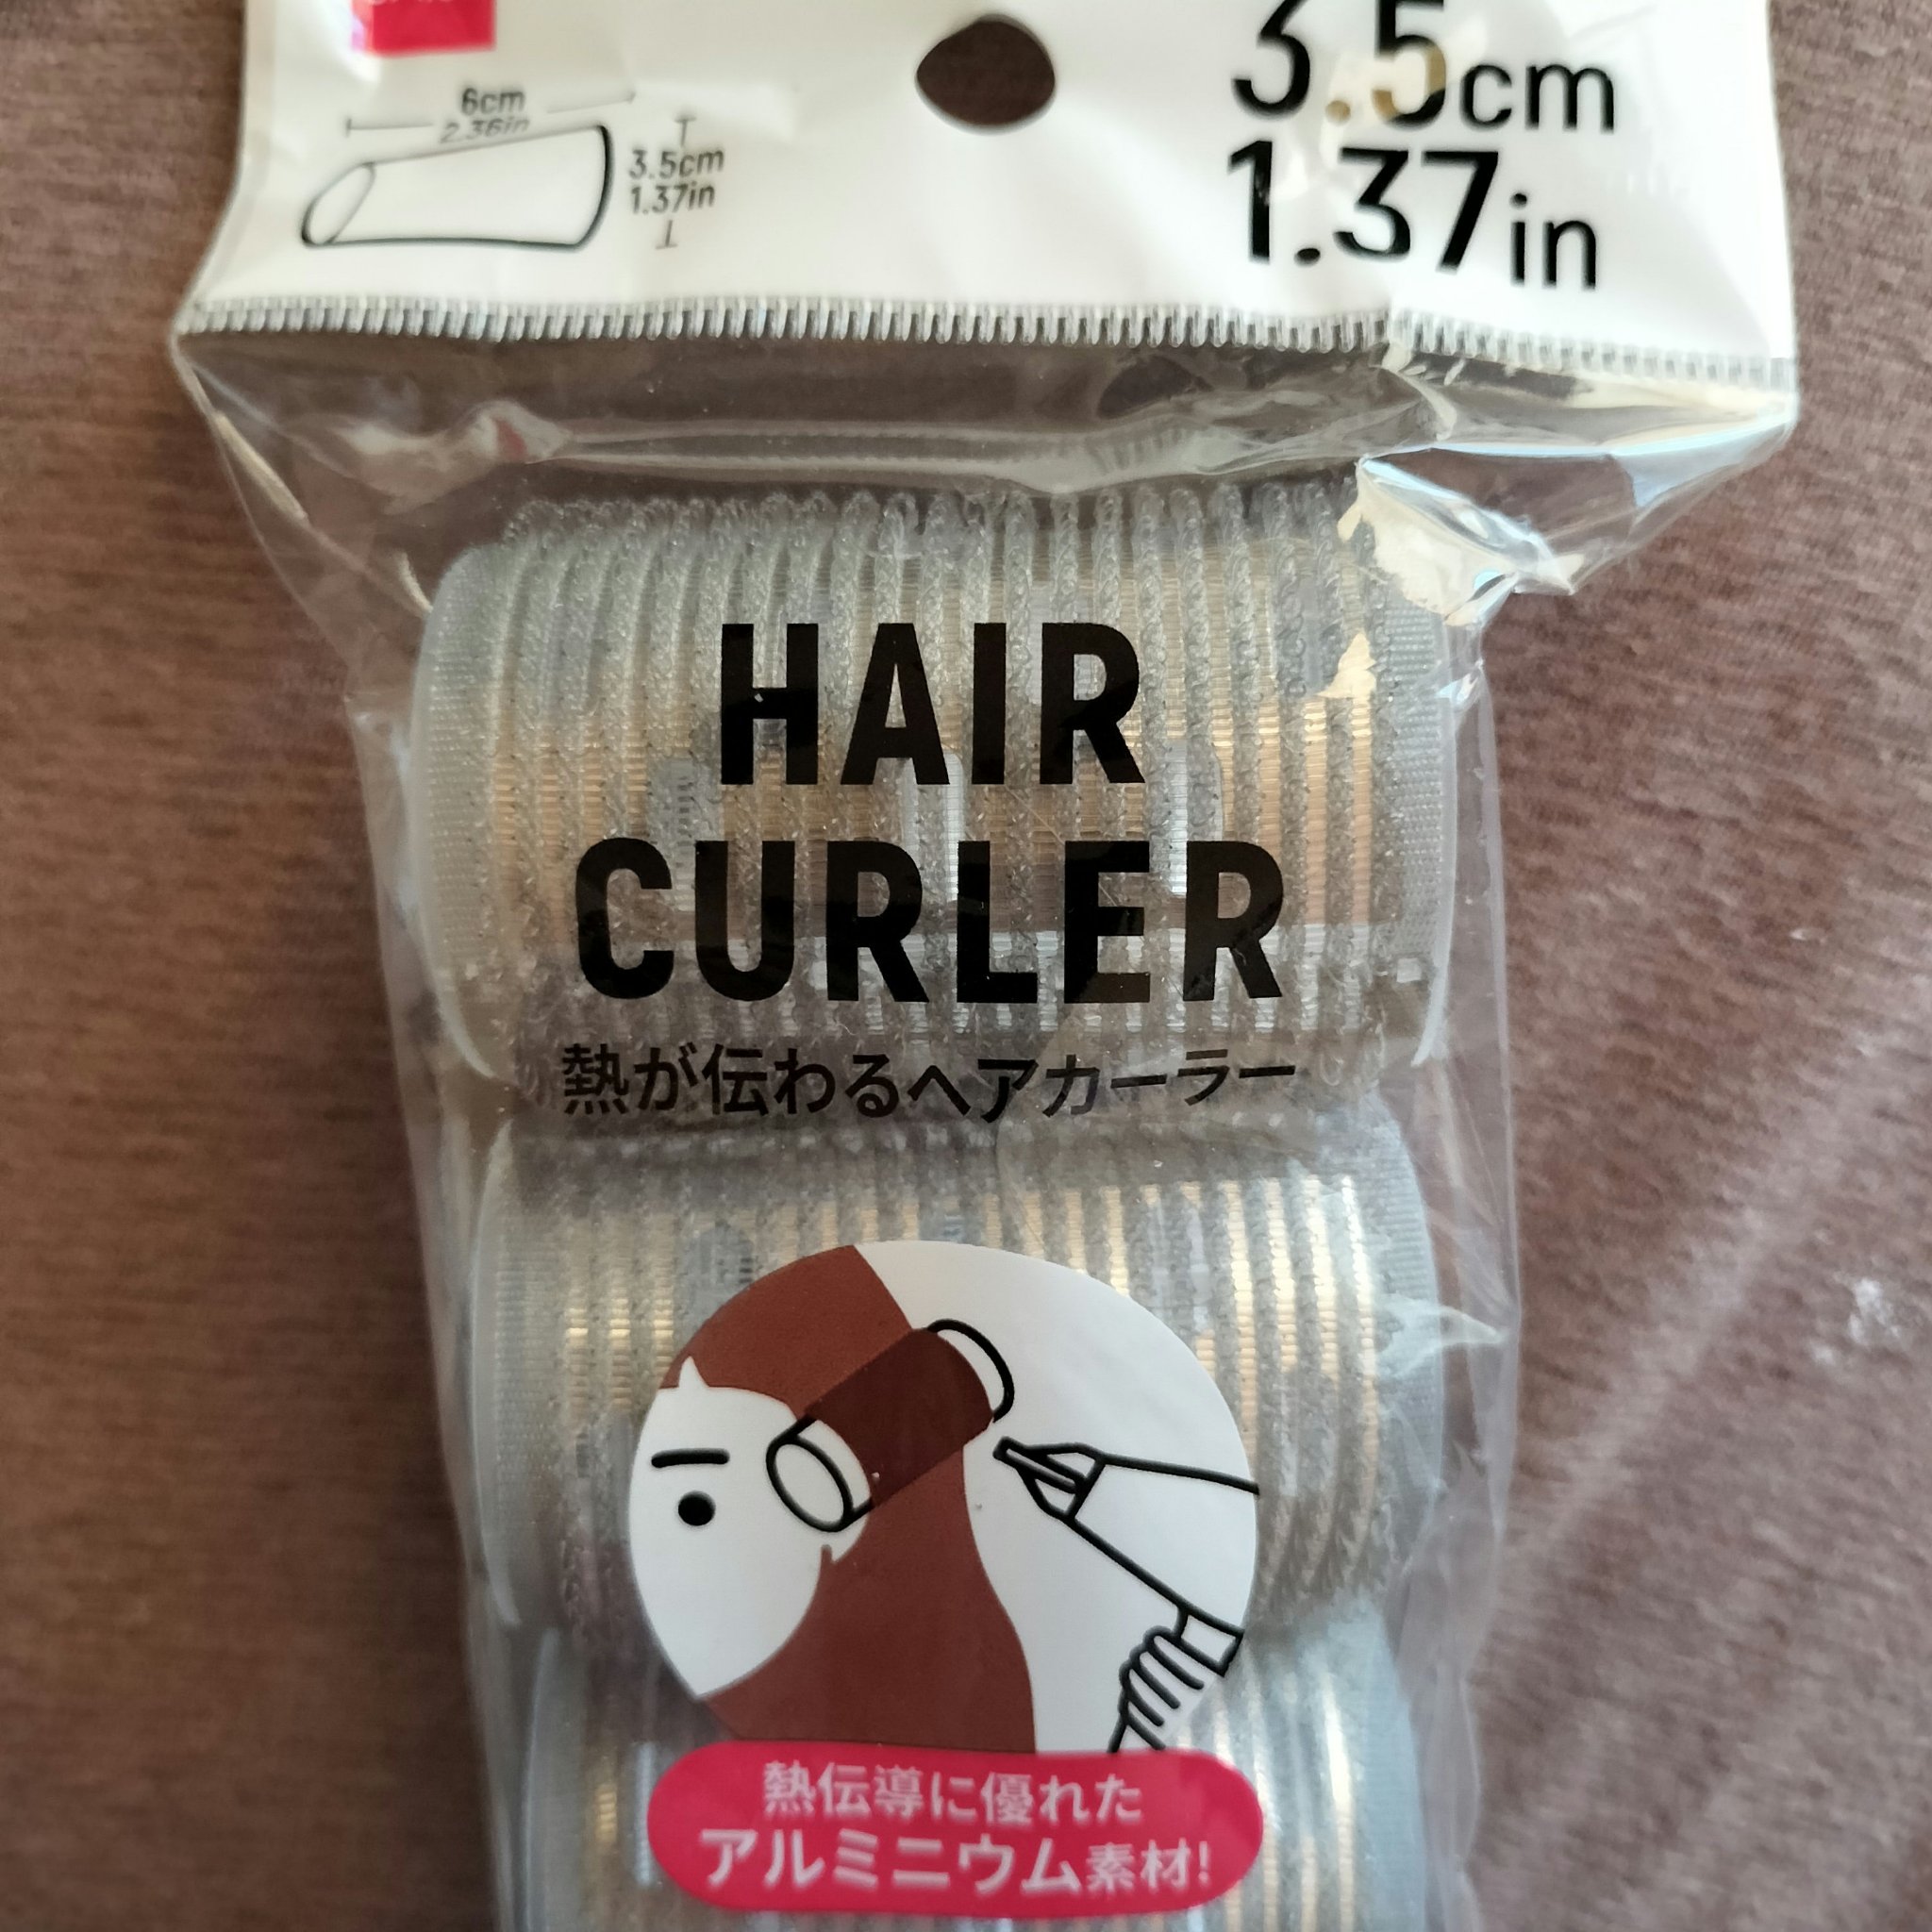 6cm
2.36in
3.5cm
1.37in
3.5cm
1.37in
HAIR
CURLER
熱が伝わるヘアカーラー
熱伝導に優れた
アルミニウム素材!